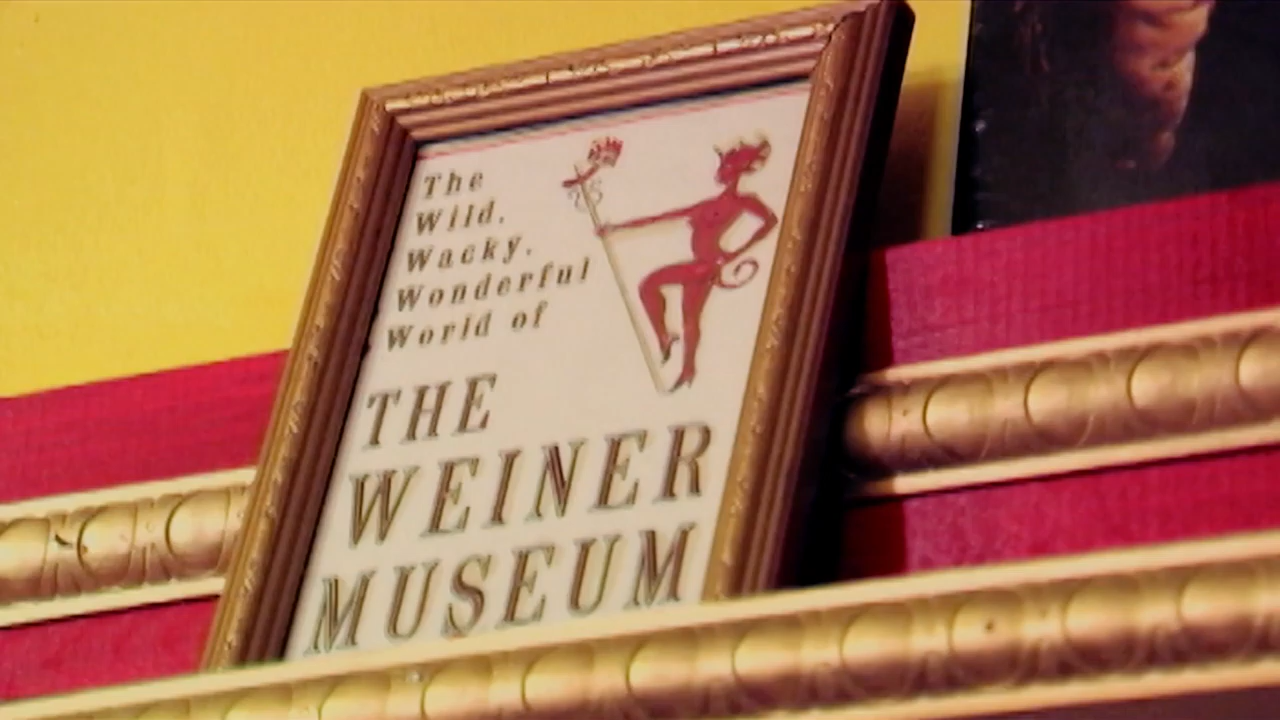 The
Wild,
Wacky,
Wonderful
World of
THE
WEINER
MUSEUM